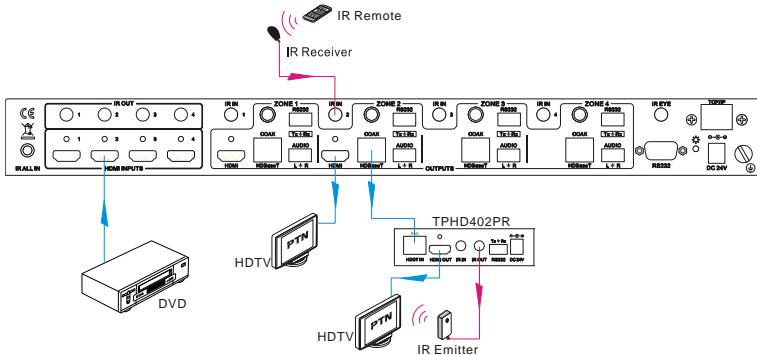 IR Remote
IR Receiver
IR OUT
IR IN
ZONE 1
IR IN
ZONE 2
IR IN
ZONE 3
IR IN
ZONE 4
IR EYE
TCP/IP
CE
1 2 3 4
1
RS232
2
RS232
3
RS232
4
RS232
1 2 3 4
COAX
Tx ÷ Rx
AUDIO
COAX
Tx ÷ Rx
AUDIO
COAX
Tx ÷ Rx
AUDIO
COAX
Tx ÷ Rx
AUDIO
IR ALL IN
HDMI INPUTS
HDMI
HDBaseT
L ÷ R
HDMI
HDBaseT
L ÷ R
OUTPUTS
HDBaseT
L ÷ R
HDBaseT
L ÷ R
RS232
DC 24V
TPHD402PR
PTN
HDTV
Tx ÷ Rx
HDBT IN
HDMI OUT
IR IN
IR OUT
RS232
DC 24V
DVD
PTN
HDTV
IR Emitter